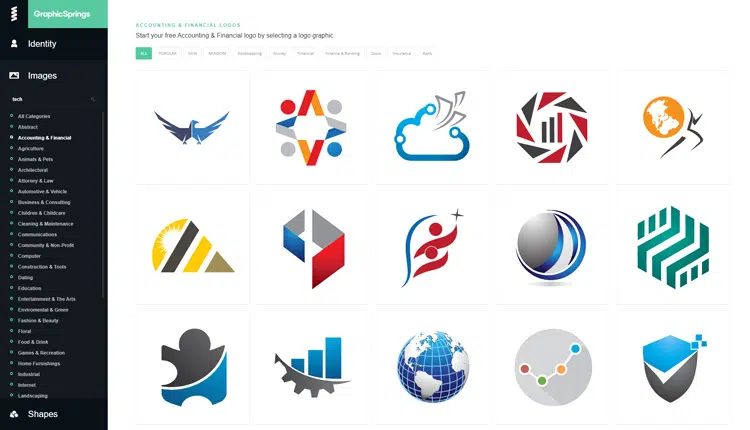 GraphicSprings
Identity
Images
tech
All Categories
Abstract
Accounting & Financial
Agriculture
Animals & Pets
Architectural
Attorney & Law
Automotive & Vehicle
Business & Consulting
Children & Childcare
Cleaning & Maintenance
Communications
Community & Non-Profit
Computer
Construction & Tools
Dating
Education
Entertainment & The Arts
Enviromental & Green
Fashion & Beauty
Floral
Food & Drink
Games & Recreation
Home Furnishings
Industrial
Internet
Landscaping
Shapes
ACCOUNTING & FINANCIAL LOGOS
Start your free Accounting & Financial logo by selecting a logo graphic
ALL POPULAR Bookkeeping Money Financial Finance & Banking Stock Insurance Bank